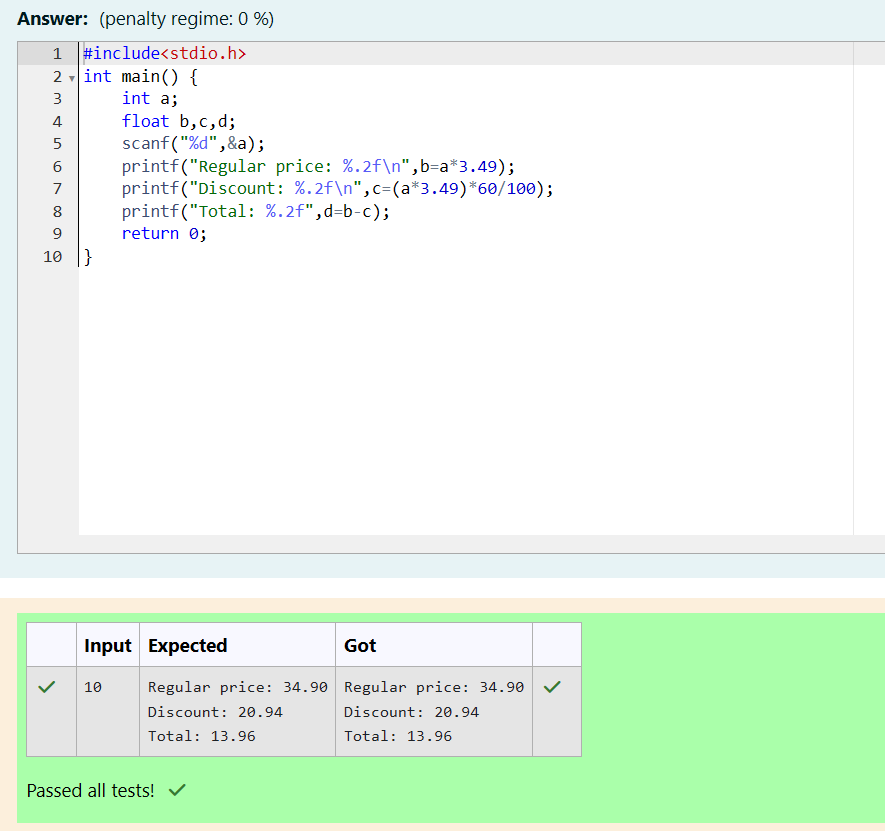 Answer: (penalty regime: 0 %)
1 #include<stdio.h>
2 int main() {
3     int a;
4     float b,c,d;
5     scanf("%d",&a);
6     printf("Regular price: %.2f\n",b=a*3.49);
7     printf("Discount: %.2f\n",c=(a*3.49)*60/100);
8     printf("Total: %.2f",d=b-c);
9     return 0;
10 }
Input Expected Got
10 Regular price: 34.90 Regular price: 34.90
Discount: 20.94 Discount: 20.94
Total: 13.96 Total: 13.96
Passed all tests!